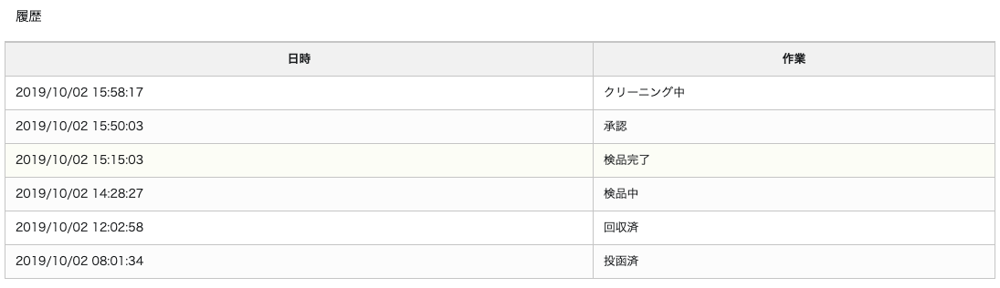 履歴
日時 作業
2019/10/02 15:58:17 クリーニング中
2019/10/02 15:50:03 承認
2019/10/02 15:15:03 検品完了
2019/10/02 14:28:27 検品中
2019/10/02 12:02:58 回収済
2019/10/02 08:01:34 投函済